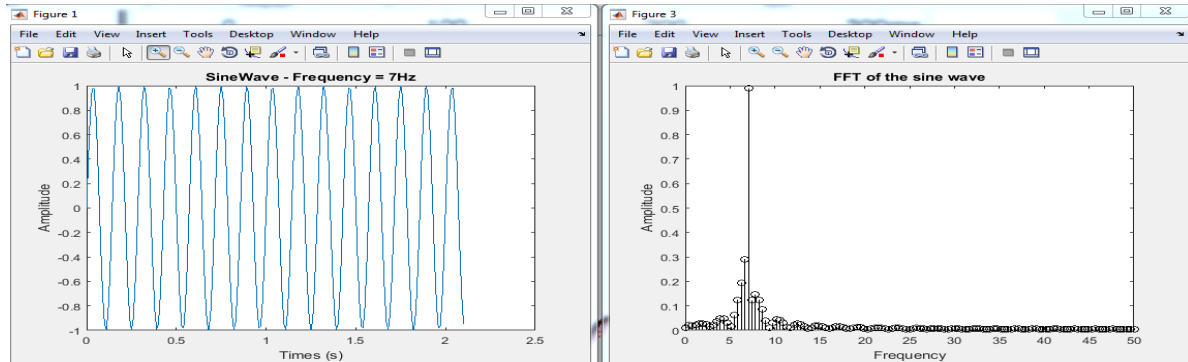 Figure 1
File Edit View Insert Tools Desktop Window Help
SineWave - Frequency = 7Hz
Amplitude
1
0.8
0.6
0.4
0.2
0
-0.2
-0.4
-0.6
-0.8
-1
0 0.5 1 1.5 2 2.5
Times (s)
Figure 3
File Edit View Insert Tools Desktop Window Help
FFT of the sine wave
Amplitude
1
0.9
0.8
0.7
0.6
0.5
0.4
0.3
0.2
0.1
0
0 5 10 15 20 25 30 35 40 45 50
Frequency